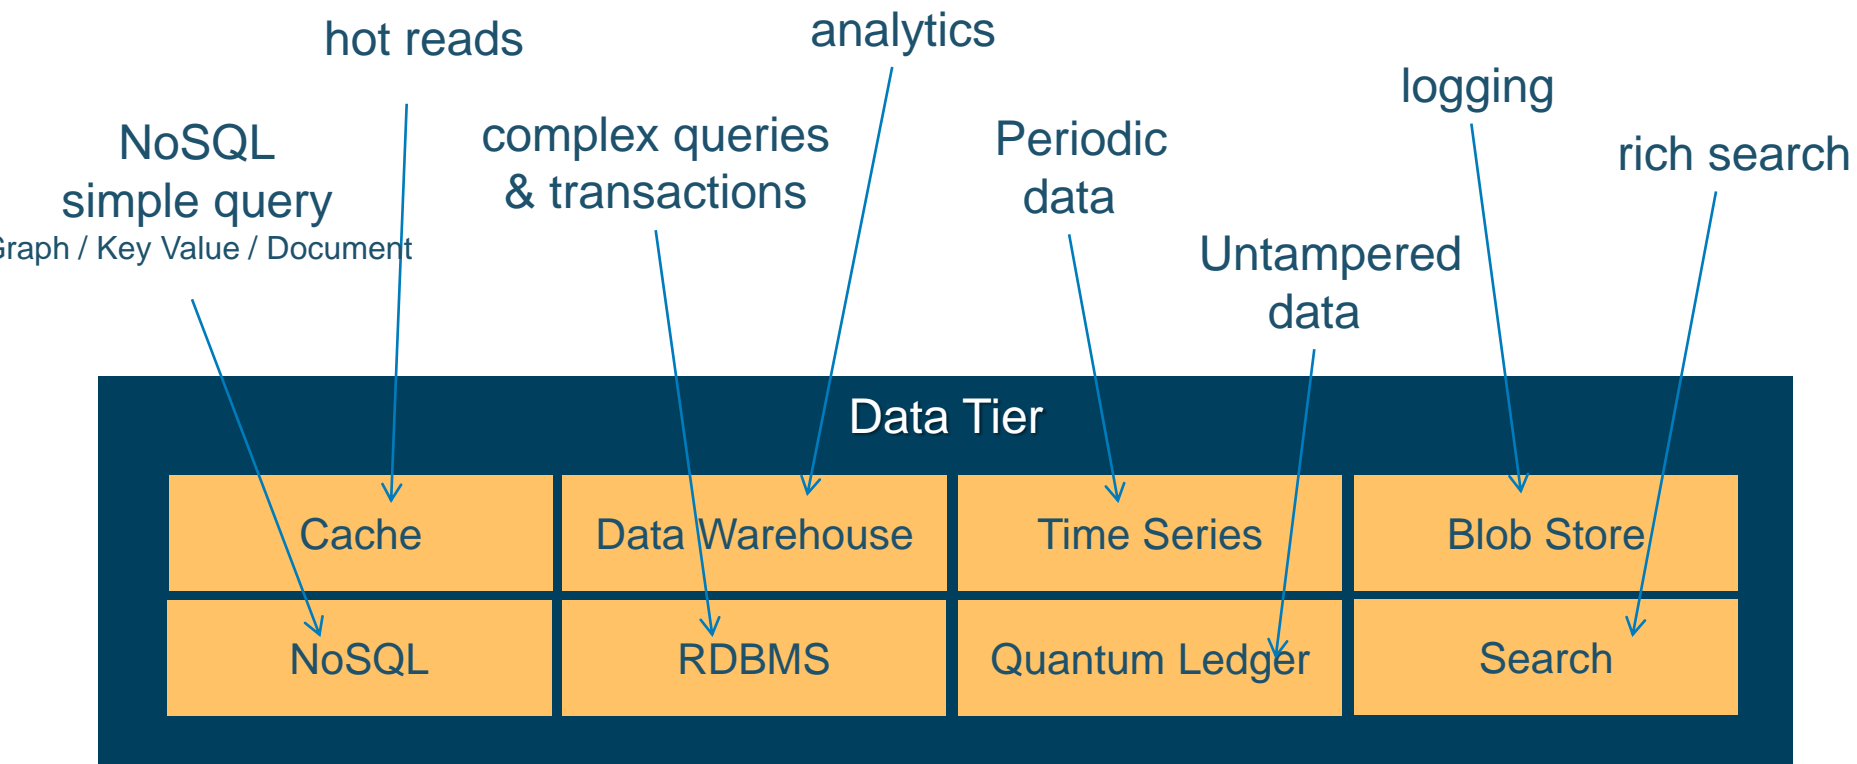 hot reads
analytics
logging
NoSQL
simple query
Graph / Key Value / Document
complex queries
& transactions
Periodic
data
rich search
Untampered
data
Data Tier
Cache
Data Warehouse
Time Series
Blob Store
NoSQL
RDBMS
Quantum Ledger
Search